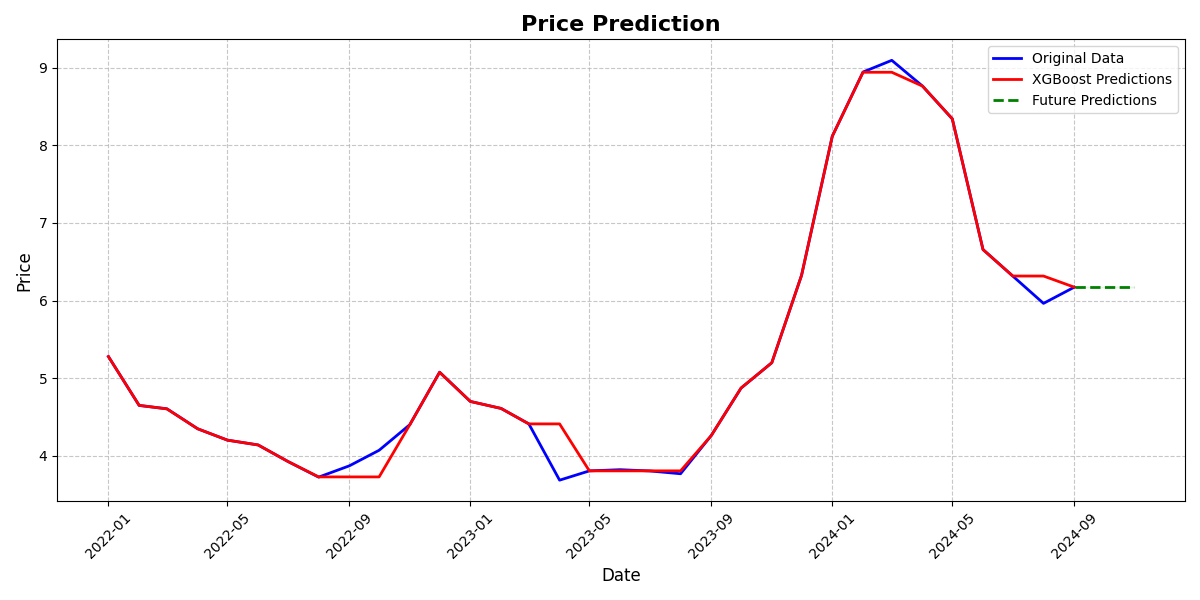 Price Prediction
Original Data
XGBoost Predictions
Future Predictions
Price
9
8
7
6
5
4
2022-01
2022-05
2022-09
2023-01
2023-05
2023-09
2024-01
2024-05
2024-09
Date